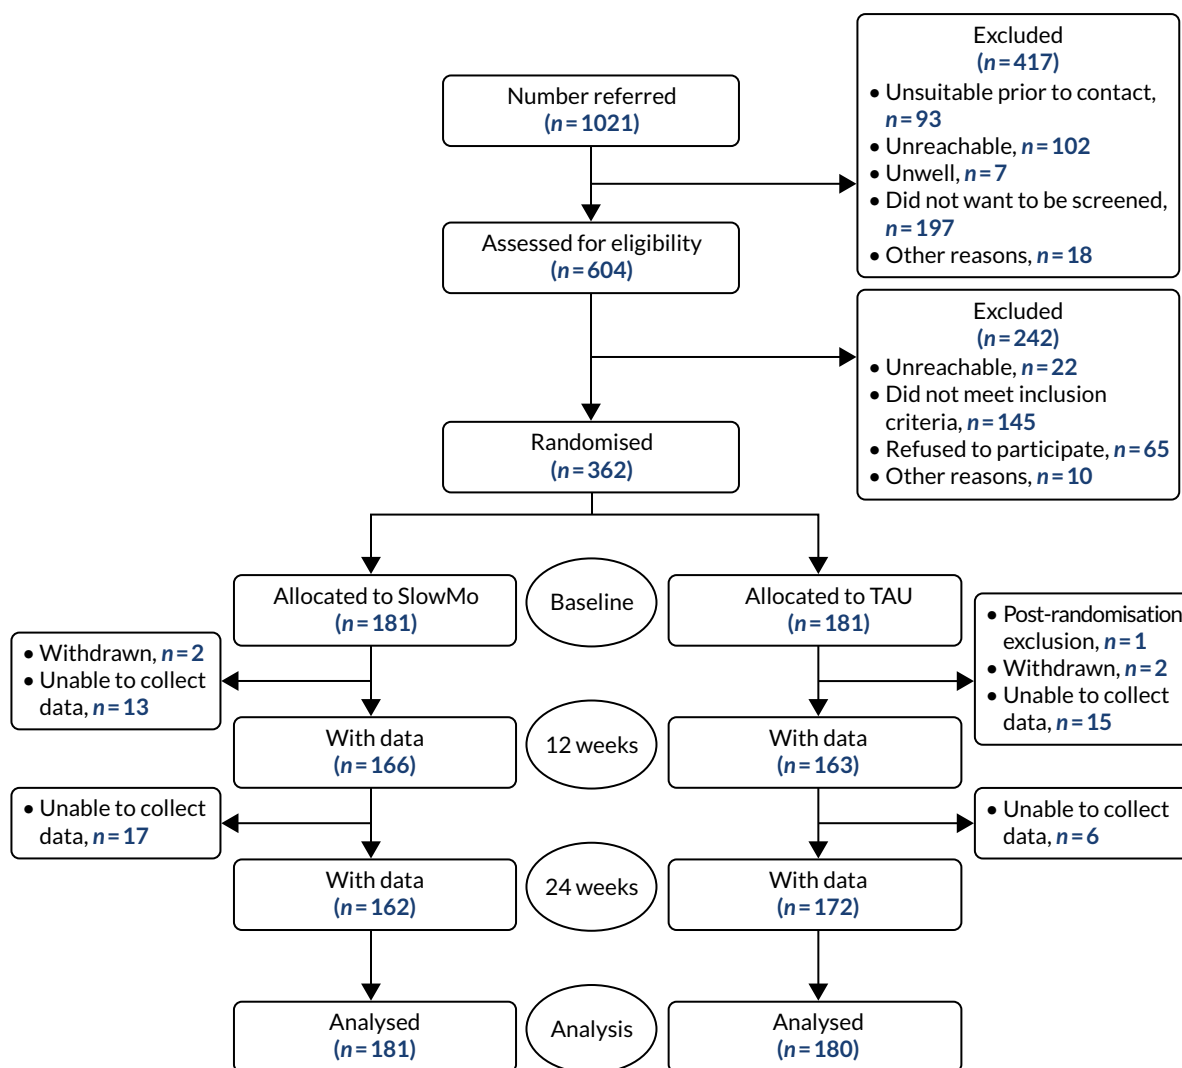 Number referred
(n=1021)
Excluded
(n=417)
• Unsuitable prior to contact,
n=93
• Unreachable, n=102
• Unwell, n=7
• Did not want to be screened,
n=197
• Other reasons, n=18
Assessed for eligibility
(n=604)
Excluded
(n=242)
• Unreachable, n=22
• Did not meet inclusion
criteria, n=145
• Refused to participate, n=65
• Other reasons, n=10
Randomised
(n=362)
Allocated to SlowMo
(n=181)
Baseline
Allocated to TAU
(n=181)
• Withdrawn, n=2
• Unable to collect
data, n=13
• Post-randomisation
exclusion, n=1
• Withdrawn, n=2
• Unable to collect
data, n=15
With data
(n=166)
12 weeks
With data
(n=163)
• Unable to collect
data, n=17
• Unable to collect
data, n=6
With data
(n=162)
24 weeks
With data
(n=172)
Analysed
(n=181)
Analysis
Analysed
(n=180)